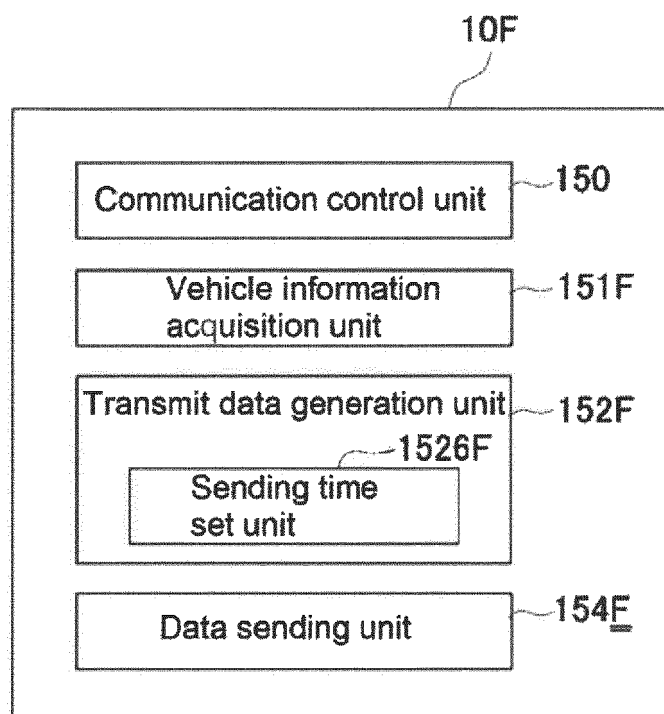 10F
Communication control unit
150
Vehicle information
acquisition unit
151F
Transmit data generation unit
152F
1526F
Sending time
set unit
Data sending unit
154F